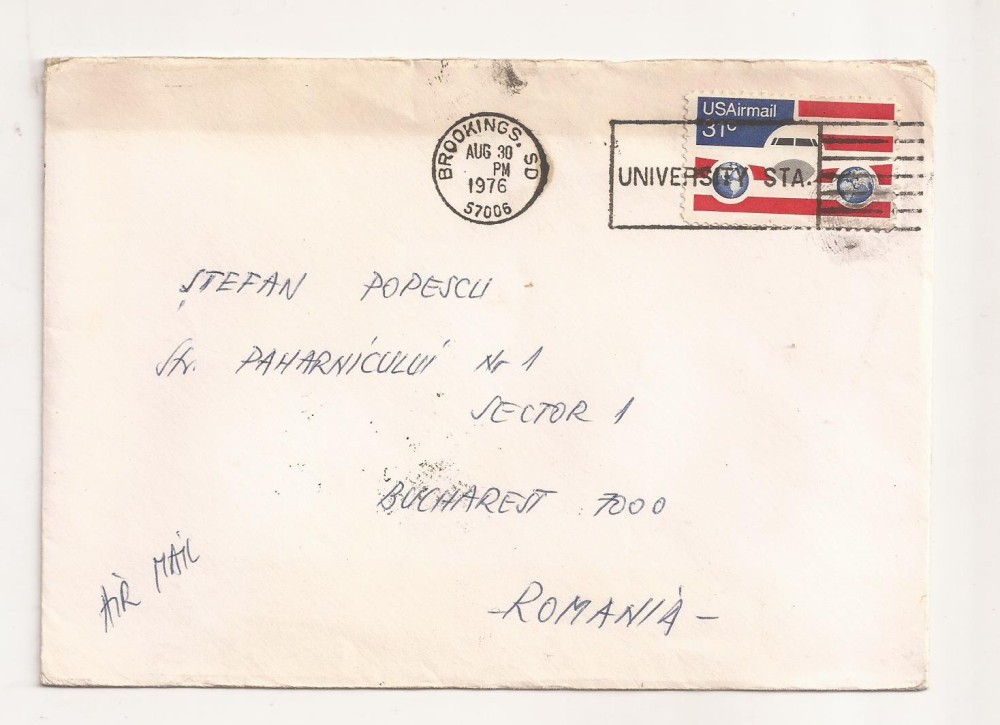 BROOKINGS, SD
AUG 30
PM
1976
57006
USAirmail
31c
UNIVERSITY STA.
ȘTEFAN POPESCU
Str. PAHARNICULUI Nr 1
SECTOR 1
BUCHAREST 7000
AIR MAIL
-ROMANIA-